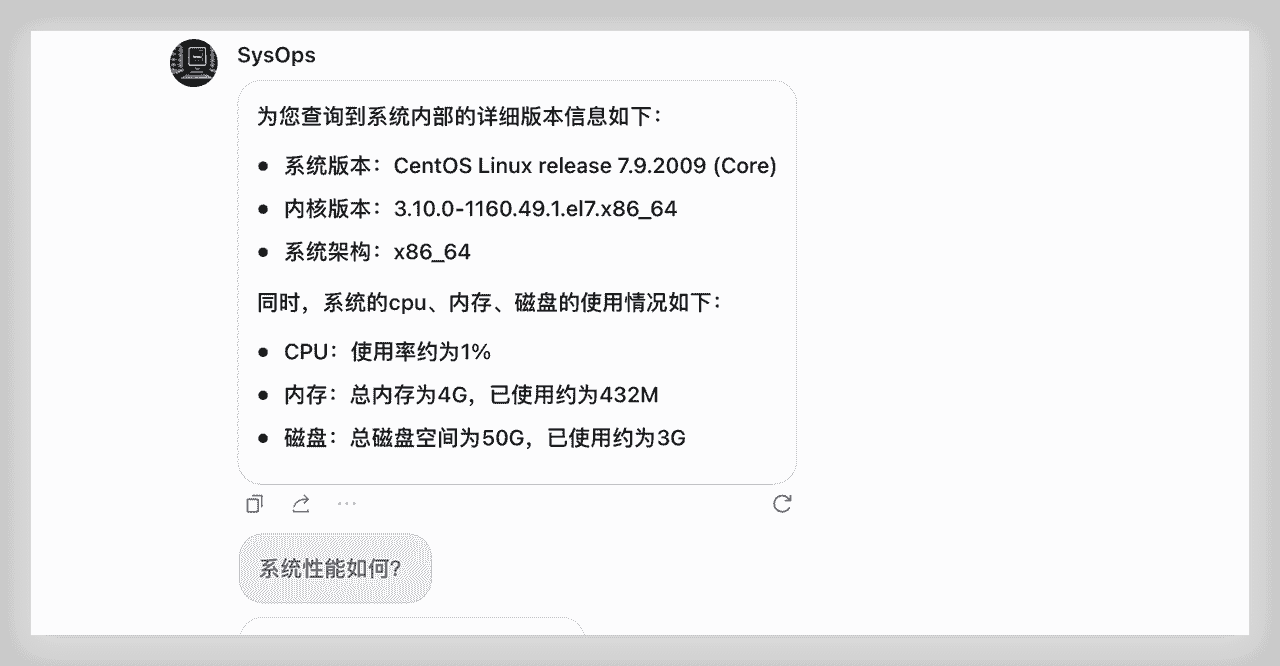 SysOps
为您查询到系统内部的详细版本信息如下：
● 系统版本：CentOS Linux release 7.9.2009 (Core)
● 内核版本：3.10.0-1160.49.1.el7.x86_64
● 系统架构：x86_64
同时，系统的cpu、内存、磁盘的使用情况如下：
● CPU：使用率约为1%
● 内存：总内存为4G，已使用约为432M
● 磁盘：总磁盘空间为50G，已使用约为3G
系统性能如何?